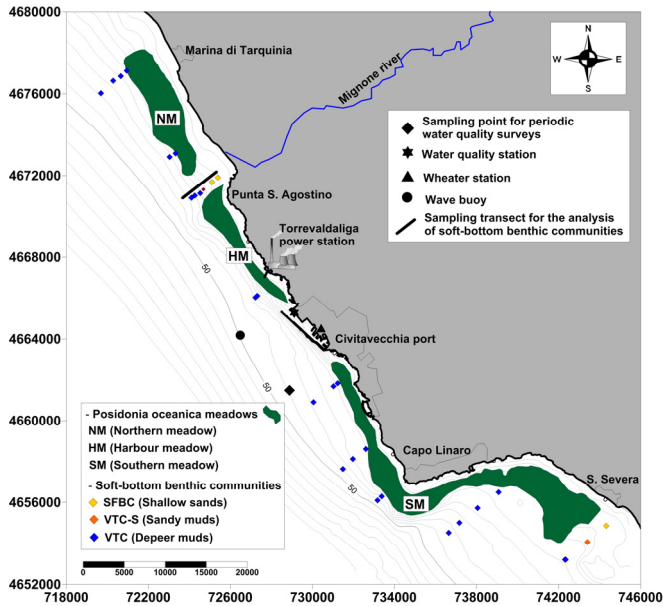 4680000
4676000
4672000
4668000
4664000
4660000
4656000
4652000
718000
722000
726000
730000
734000
738000
742000
746000
Marina di Tarquinia
Mignone river
N
W
E
S
Sampling point for periodic
water quality surveys
Water quality station
Wheater station
Wave buoy
Sampling transect for the analysis
of soft-bottom benthic communities
NM
Punta S. Agostino
Torrevaldaliga
power station
HM
50
Civitavecchia port
50
Capo Linaro
S. Severa
SM
50
- Posidonia oceanica meadows
NM (Northern meadow)
HM (Harbour meadow)
SM (Southern meadow)
- Soft-bottom benthic communities
SFBC (Shallow sands)
VTC-S (Sandy muds)
VTC (Depeer muds)
0
5000
10000
15000
20000